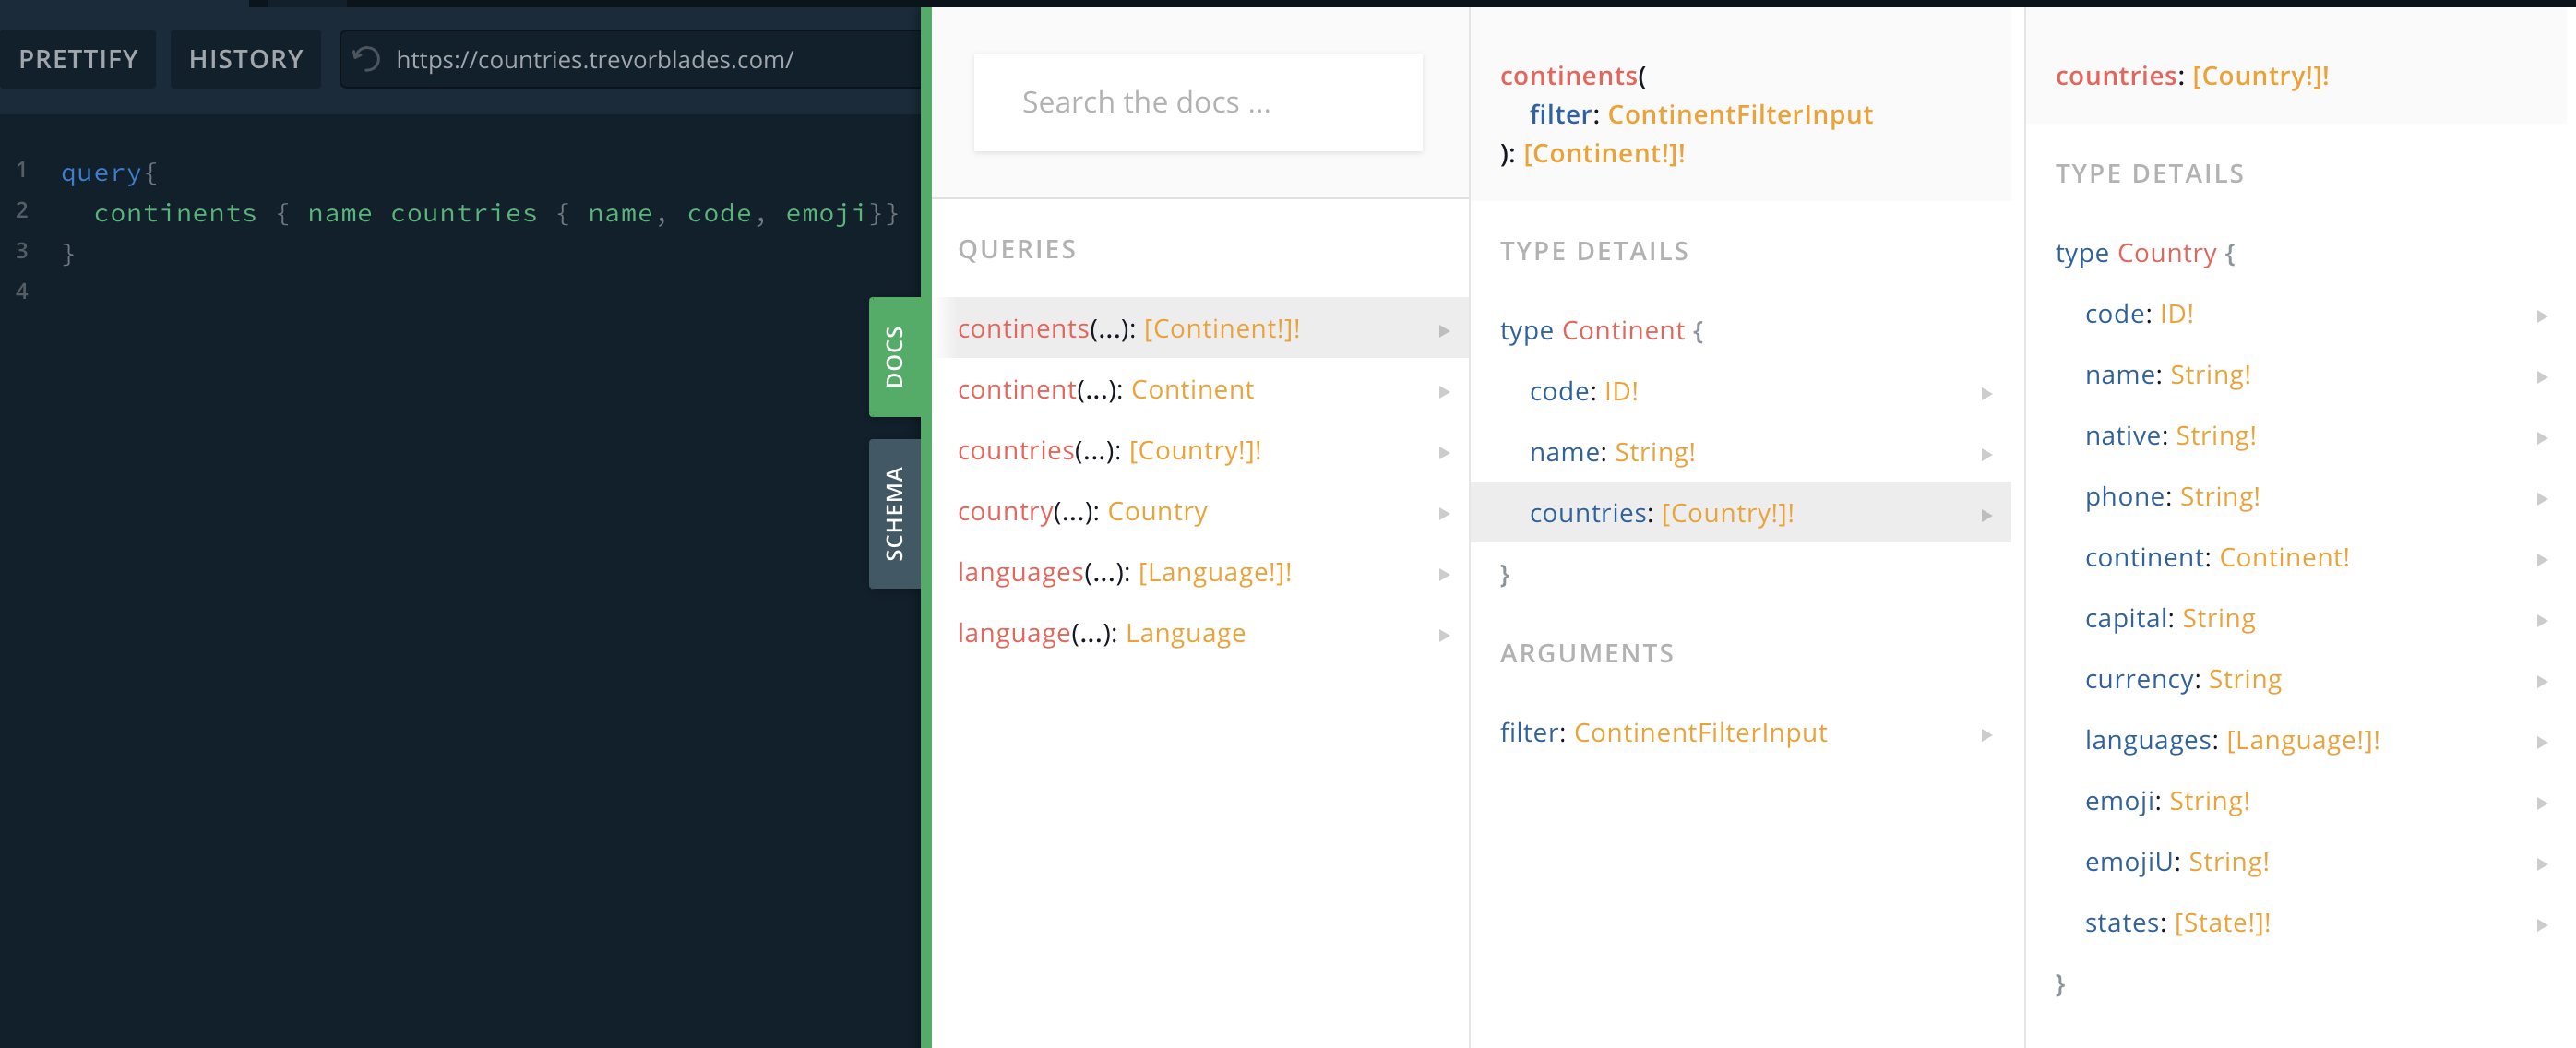 PRETTIFY
HISTORY
https://countries.trevorblades.com/
1 query{
2 continents { name countries { name, code, emoji}}
3 }
4
DOCS
SCHEMA
Search the docs ...
QUERIES
continents(...): [Continent!]!
continent(...): Continent
countries(...): [Country!]!
country(...): Country
languages(...): [Language!]!
language(...): Language
continents(
filter: ContinentFilterInput
): [Continent!]!
TYPE DETAILS
type Continent {
code: ID!
name: String!
countries: [Country!]!
}
ARGUMENTS
filter: ContinentFilterInput
countries: [Country!]!
TYPE DETAILS
type Country {
code: ID!
name: String!
native: String!
phone: String!
continent: Continent!
capital: String
currency: String
languages: [Language!]!
emoji: String!
emojiU: String!
states: [State!]!
}